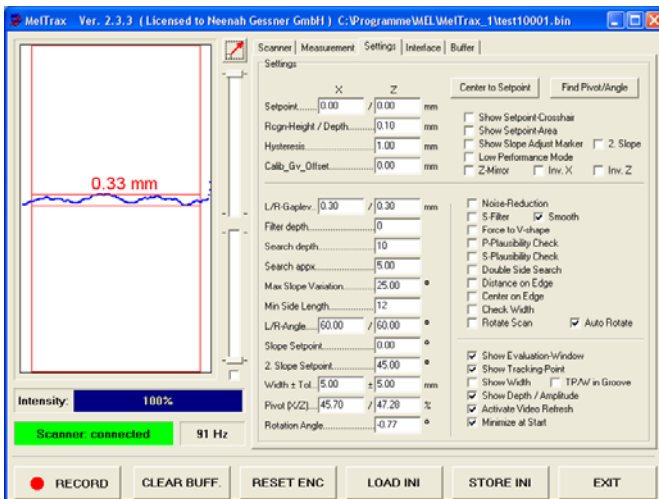 MelTrax Ver. 2.3.3 ( Licensed to Neenah Gessner GmbH ) C:\Programme\MEL\MelTrax_1\test10001.bin
Scanner Measurement Settings Interface Buffer
Settings
X Z
Setpoint 0.00 / 0.00 mm
Rcgn-Height / Depth 0.10 mm
Hysteresis 1.00 mm
Calib_Gv_Offset 0.00 mm
Center to Setpoint Find Pivot/Angle
Show Setpoint-Crosshair
Show Setpoint-Area
Show Slope Adjust Marker 2. Slope
Low Performance Mode
Z-Mirror Inv. X Inv. Z
0.33 mm
L/R-Gaplev. 0.30 / 0.30 mm
Filter depth 0
Search depth 10
Search appx. 5.00
Max Slope Variation 25.00 °
Min Side Length 12
L/R-Angle 60.00 / 60.00 °
Slope Setpoint 0.00 °
2. Slope Setpoint 45.00 °
Width ± Tol. 5.00 ± 5.00 mm
Pivot (X/Z) 45.70 / 47.28 %
Rotation Angle -0.77 °
Noise-Reduction
S-Filter Smooth
Force to V-shape
P-Plausibility Check
S-Plausibility Check
Double Side Search
Distance on Edge
Center on Edge
Check Width
Rotate Scan Auto Rotate
Show Evaluation-Window
Show Tracking-Point
Show Width TP/W in Groove
Show Depth / Amplitude
Activate Video Refresh
Minimize at Start
Intensity: 100%
Scanner: connected 91 Hz
RECORD CLEAR BUFF. RESET ENC LOAD INI STORE INI EXIT